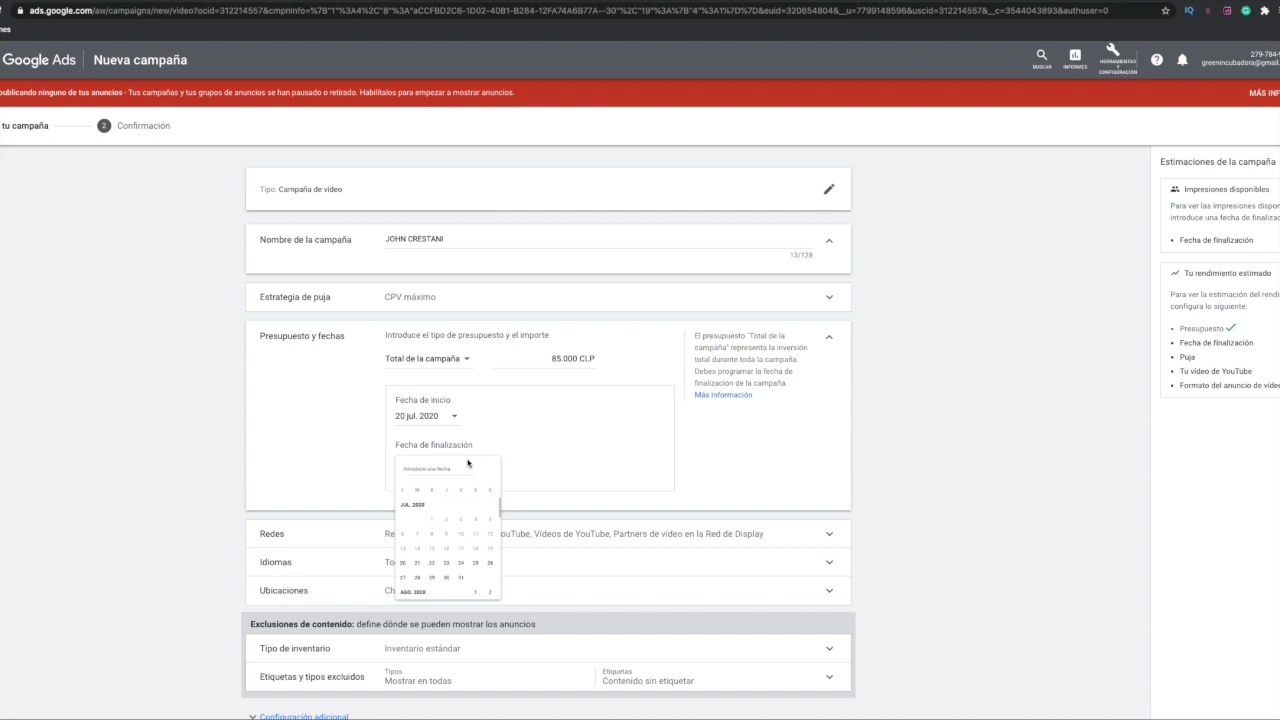 ads.google.com/aw/campaigns/new/video?ocid=312214557&cmpnInfo=%7B"1"%3A"4"%2C"8"%3A"aCCFBD2C6-1D02-40B1-B284-12FA74A6B77A--30"%2C"19"%3A%7B"4"%3A1%7D%7D&euid=320654804&__u=7799148596&uscid=312214557&__c=3544043893&authuser=0
nes
Google Ads
Nueva campaña
BUSCAR
INFORMES
HERRAMIENTAS
Y
CONFIGURACIÓN
279-784-
greenincubadora@gmail.
publicando ninguno de tus anuncios - Tus campañas y tus grupos de anuncios se han pausado o retirado. Habilítalos para empezar a mostrar anuncios.
MÁS INF
tu campaña
2 Confirmación
Tipo: Campaña de vídeo
Nombre de la campaña
JOHN CRESTANI
13/128
Estrategia de puja
CPV máximo
Presupuesto y fechas
Introduce el tipo de presupuesto y el importe
Total de la campaña
85.000 CLP
El presupuesto "Total de la
campaña" representa la inversión
total durante toda la campaña.
Debes programar la fecha de
finalización de la campaña.
Más información
Fecha de inicio
20 jul. 2020
Fecha de finalización
Introduce una fecha
L M X J V S D
JUL. 2020
1 2 3 4 5
6 7 8 9 10 11 12
13 14 15 16 17 18 19
20 21 22 23 24 25 26
27 28 29 30 31
AGO. 2020 1 2
Redes
Re
ouTube, Vídeos de YouTube, Partners de vídeo en la Red de Display
Idiomas
To
Ubicaciones
Ch
Exclusiones de contenido: define dónde se pueden mostrar los anuncios
Tipo de inventario
Inventario estándar
Etiquetas y tipos excluidos
Tipos
Mostrar en todas
Etiquetas
Contenido sin etiquetar
Configuración adicional
Estimaciones de la campaña
Impresiones disponibles
Para ver las impresiones dispon
introduce una fecha de finalizac
• Fecha de finalización
Tu rendimiento estimado
Para ver la estimación del rendi
configura lo siguiente:
• Presupuesto
• Fecha de finalización
• Puja
• Tu vídeo de YouTube
• Formato del anuncio de víde